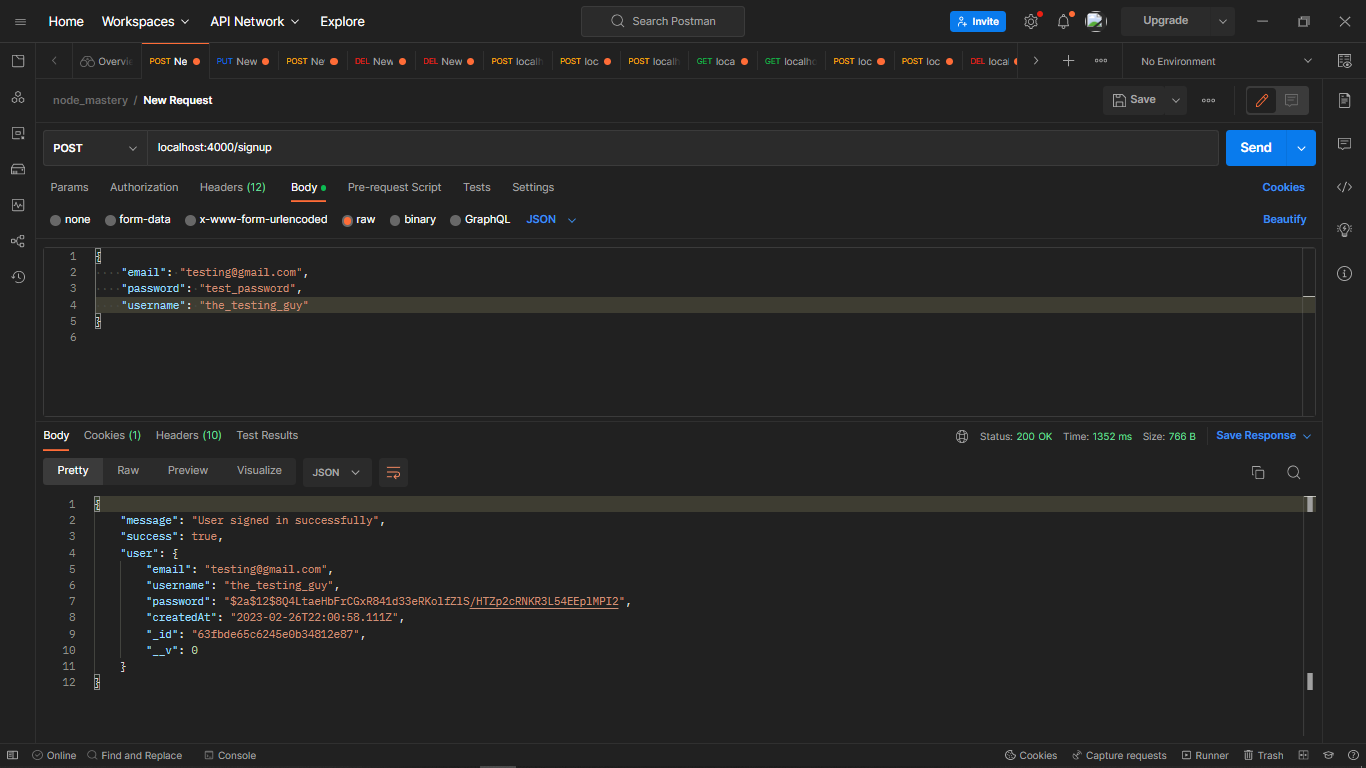 Home Workspaces API Network Explore Search Postman Invite Upgrade
Overvie POST Ne PUT New POST Ne DEL New DEL New POST localh POST loc POST localh GET loca GET localho POST loc POST loc DEL local No Environment
node_mastery / New Request Save
POST localhost:4000/signup Send
Params Authorization Headers (12) Body Pre-request Script Tests Settings Cookies
none form-data x-www-form-urlencoded raw binary GraphQL JSON Beautify
1 {
2 "email": "testing@gmail.com",
3 "password": "test_password",
4 "username": "the_testing_guy"
5 }
6
Body Cookies (1) Headers (10) Test Results Status: 200 OK Time: 1352 ms Size: 766 B Save Response
Pretty Raw Preview Visualize JSON
1 {
2 "message": "User signed in successfully",
3 "success": true,
4 "user": {
5 "email": "testing@gmail.com",
6 "username": "the_testing_guy",
7 "password": "$2a$12$8Q4LtaeHbFrCGxR841d33eRKolfZlS/HTZp2cRNKR3L54EEplMPI2",
8 "createdAt": "2023-02-26T22:00:58.111Z",
9 "_id": "63fbde65c6245e0b34812e87",
10 "__v": 0
11 }
12 }
Online Find and Replace Console Cookies Capture requests Runner Trash